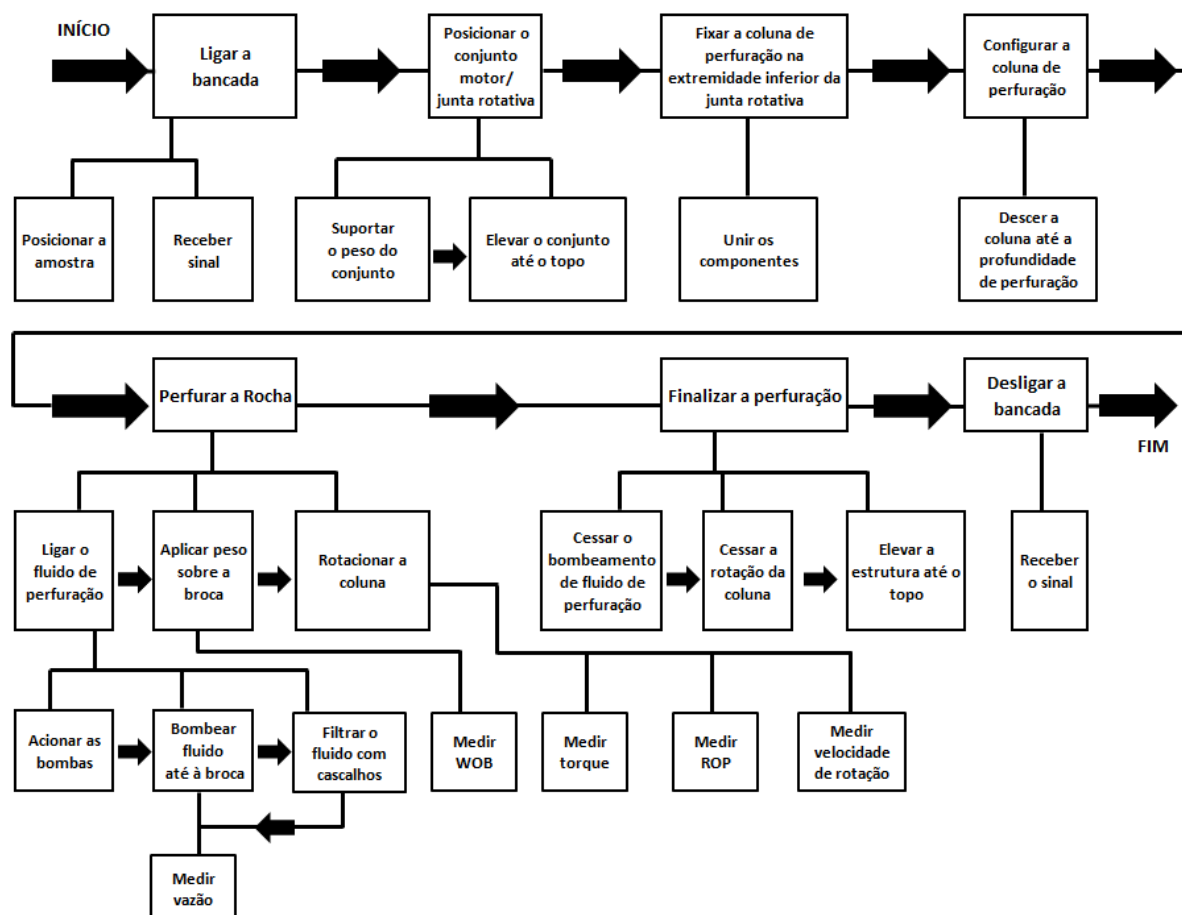 INÍCIO
Ligar a
bancada
Posicionar o
conjunto
motor/
junta rotativa
Fixar a coluna de
perfuração na
extremidade inferior da
junta rotativa
Configurar a
coluna de
perfuração
Posicionar a
amostra
Receber
sinal
Suportar
o peso do
conjunto
Elevar o conjunto
até o topo
Unir os
componentes
Descer a
coluna até a
profundidade
de perfuração
Perfurar a Rocha
Finalizar a perfuração
Desligar a
bancada
FIM
Ligar o
fluido de
perfuração
Aplicar peso
sobre a
broca
Rotacionar a
coluna
Cessar o
bombeamento
de fluido de
perfuração
Cessar a
rotação da
coluna
Elevar a
estrutura até o
topo
Receber
o sinal
Acionar as
bombas
Bombear
fluido
até à broca
Filtrar o
fluido com
cascalhos
Medir
WOB
Medir
torque
Medir
ROP
Medir
velocidade
de rotação
Medir
vazão